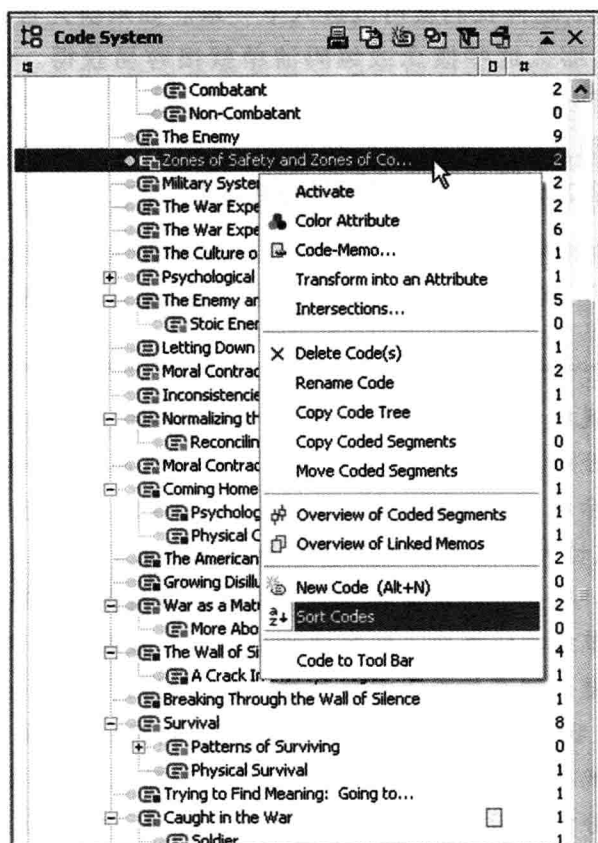 Code System
#
Combatant 2
Non-Combatant 0
The Enemy 9
Zones of Safety and Zones of Co... 2
Military Syste 2
The War Expe 2
The War Expe 6
The Culture o 1
Psychological 1
The Enemy an 5
Stoic Ener 0
Letting Down 1
Moral Contrad 2
Inconsistencie 1
Normalizing th 1
Reconcilin 0
Moral Contrad 0
Coming Home 1
Psycholog 1
Physical C 1
The American 2
Growing Disillu 0
War as a Mat 2
More Abo 0
The Wall of Si 4
A Crack In 1
Breaking Through the Wall of Silence 1
Survival 8
Patterns of Surviving 0
Physical Survival 1
Trying to Find Meaning: Going to... 1
Caught in the War 1
Soldier 1
Activate
Color Attribute
Code-Memo...
Transform into an Attribute
Intersections...
Delete Code(s)
Rename Code
Copy Code Tree
Copy Coded Segments
Move Coded Segments
Overview of Coded Segments
Overview of Linked Memos
New Code (Alt+N)
Sort Codes
Code to Tool Bar